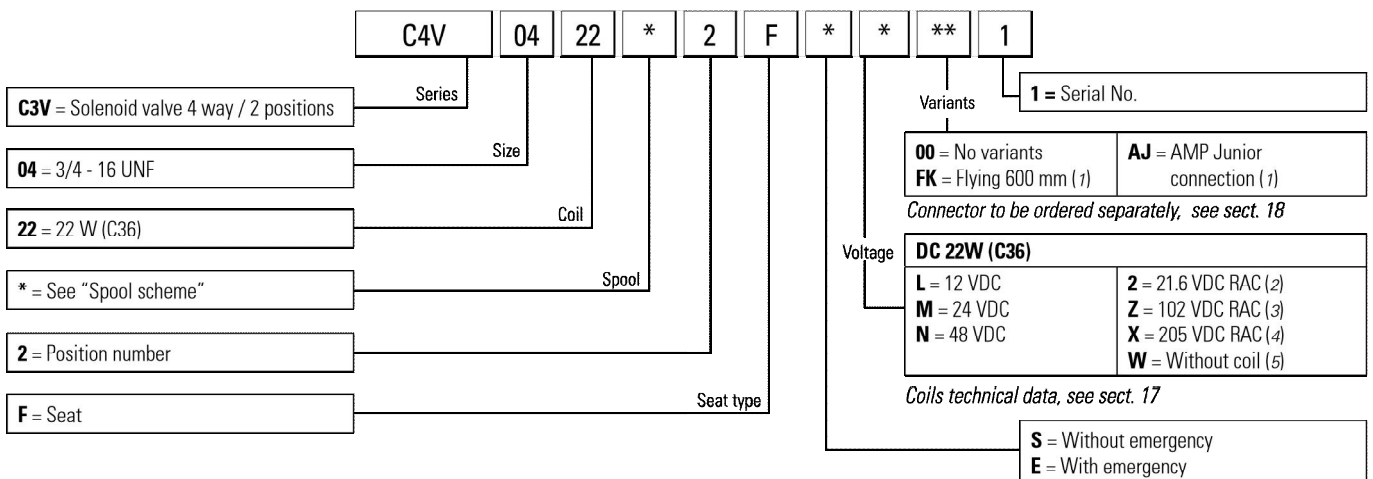 C4V 04 22 * 2 F * * ** 1
Series
C3V = Solenoid valve 4 way / 2 positions
Size
04 = 3/4 - 16 UNF
Coil
22 = 22 W (C36)
Spool
* = See "Spool scheme"
2 = Position number
Seat type
F = Seat
1 = Serial No.
Variants
00 = No variants
FK = Flying 600 mm (1)
AJ = AMP Junior
connection (1)
Connector to be ordered separately, see sect. 18
Voltage
DC 22W (C36)
L = 12 VDC
M = 24 VDC
N = 48 VDC
2 = 21.6 VDC RAC (2)
Z = 102 VDC RAC (3)
X = 205 VDC RAC (4)
W = Without coil (5)
Coils technical data, see sect. 17
S = Without emergency
E = With emergency